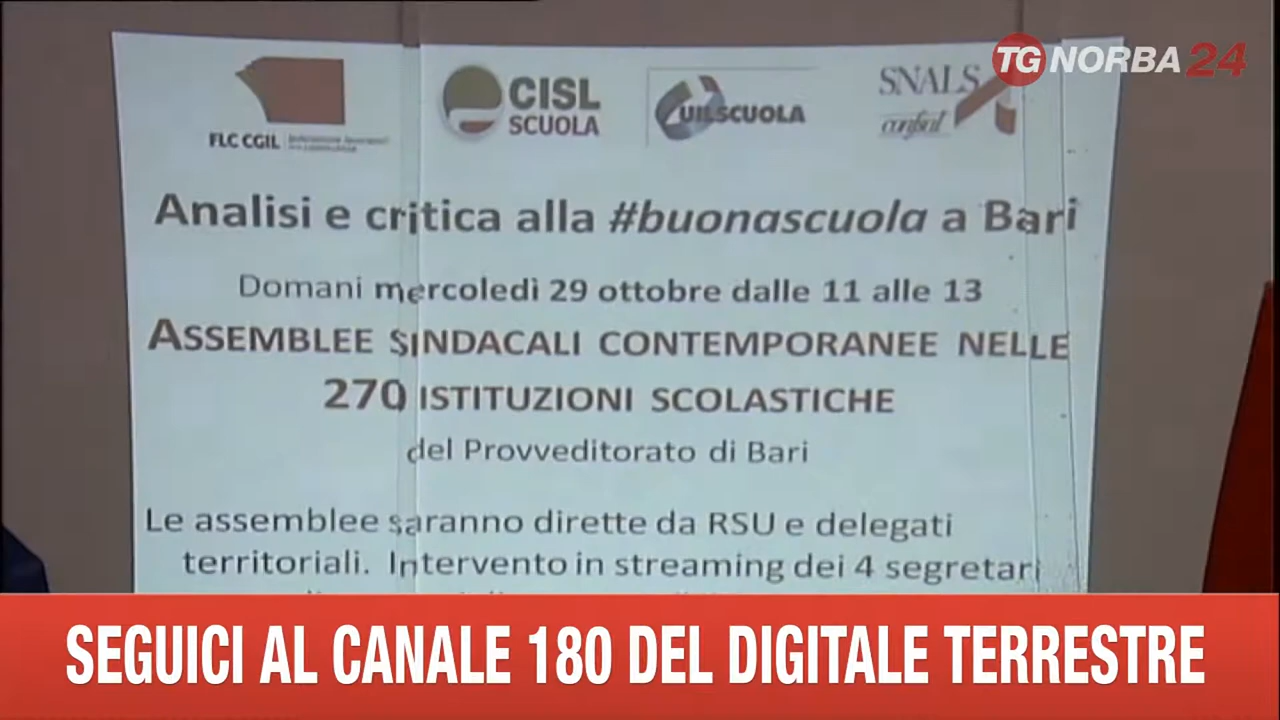 TG NORBA 24
FLC CGIL
CISL
SCUOLA
UIL SCUOLA
SNALS
confsal
Analisi e critica alla #buonascuola a Bari
Domani mercoledì 29 ottobre dalle 11 alle 13
ASSEMBLEE SINDACALI CONTEMPORANEE NELLE
270 ISTITUZIONI SCOLASTICHE
del Provveditorato di Bari
Le assemblee saranno dirette da RSU e delegati
territoriali. Intervento in streaming dei 4 segretari
SEGUICI AL CANALE 180 DEL DIGITALE TERRESTRE